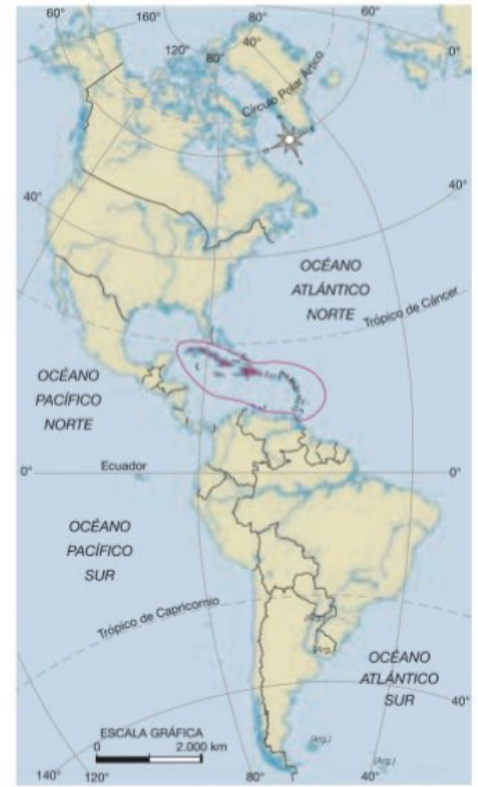 60°
160°
80°
60°
120°
80°
40°
0°
Círculo Polar Ártico
40°
40°
OCÉANO
ATLÁNTICO
NORTE
Trópico de Cáncer
OCÉANO
PACÍFICO
NORTE
0°
Ecuador
0°
OCÉANO
PACÍFICO
SUR
Trópico de Capricornio
(Arg.)
(Arg.)
OCÉANO
ATLÁNTICO
SUR
40°
ESCALA GRÁFICA
0 2.000 km
(Arg.)
(Arg.)
140°
120°
80°
40°